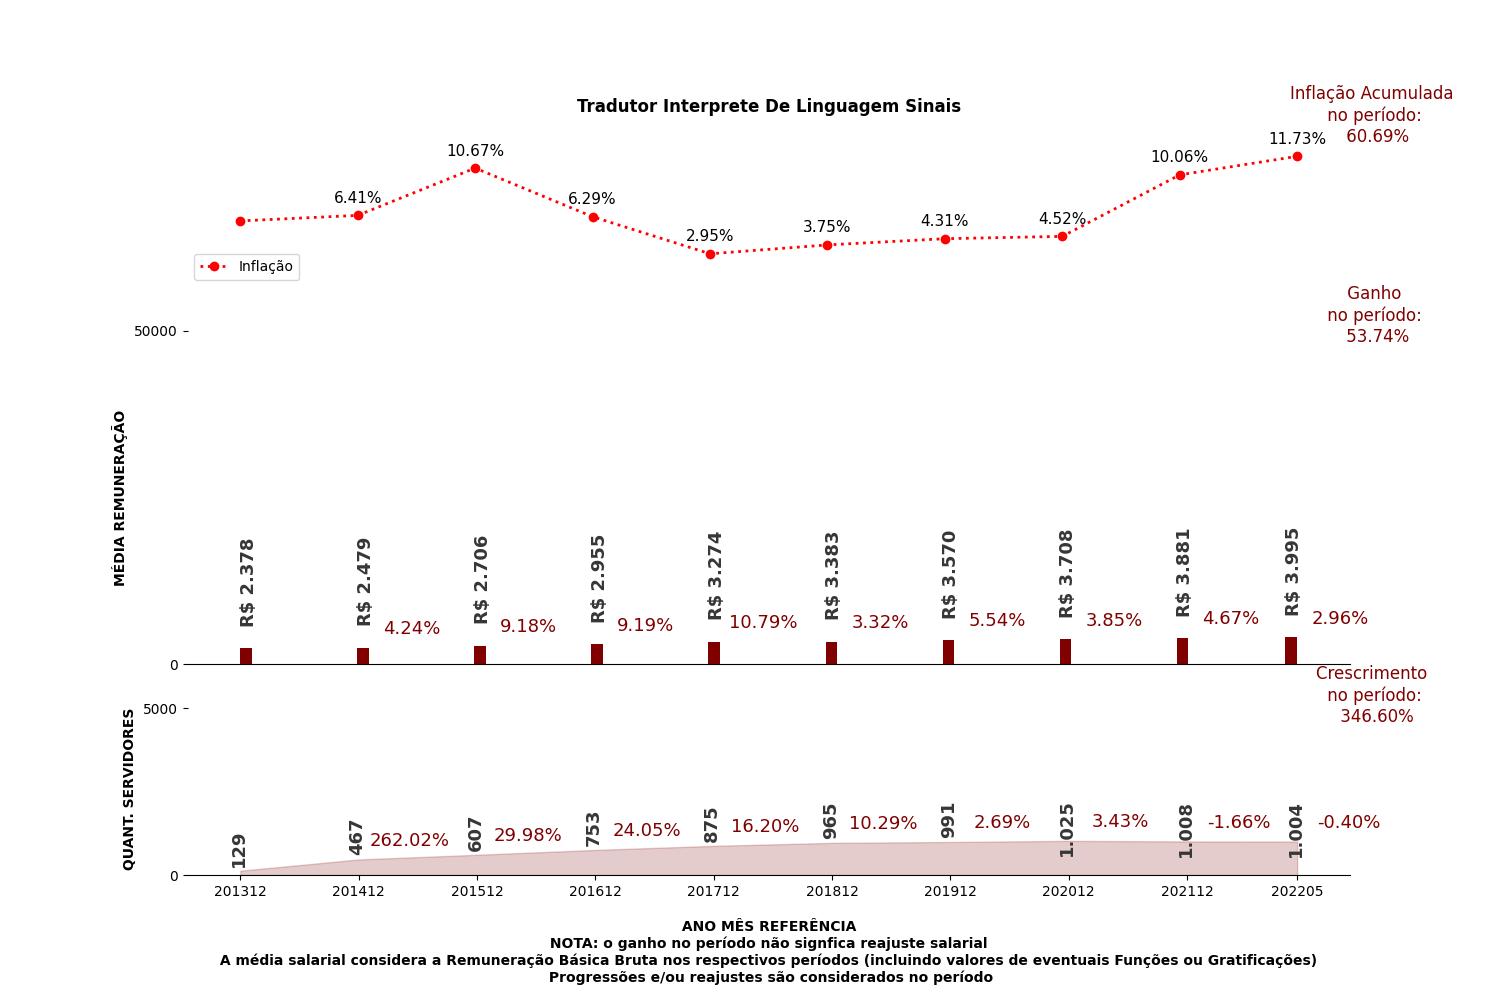 Tradutor Interprete De Linguagem Sinais
Inflação Acumulada
no período:
60.69%
6.41%
10.67%
6.29%
2.95%
3.75%
4.31%
4.52%
10.06%
11.73%
Inflação
Ganho
no período:
53.74%
MÉDIA REMUNERAÇÃO
50000
0
R$ 2.378
R$ 2.479
R$ 2.706
R$ 2.955
R$ 3.274
R$ 3.383
R$ 3.570
R$ 3.708
R$ 3.881
R$ 3.995
4.24%
9.18%
9.19%
10.79%
3.32%
5.54%
3.85%
4.67%
2.96%
Crescimento
no período:
346.60%
QUANT. SERVIDORES
5000
0
129
467
607
753
875
965
991
1.025
1.008
1.004
262.02%
29.98%
24.05%
16.20%
10.29%
2.69%
3.43%
-1.66%
-0.40%
201312
201412
201512
201612
201712
201812
201912
202012
202112
202205
ANO MÊS REFERÊNCIA
NOTA: o ganho no período não signfica reajuste salarial
A média salarial considera a Remuneração Básica Bruta nos respectivos períodos (incluindo valores de eventuais Funções ou Gratificações)
Progressões e/ou reajustes são considerados no período